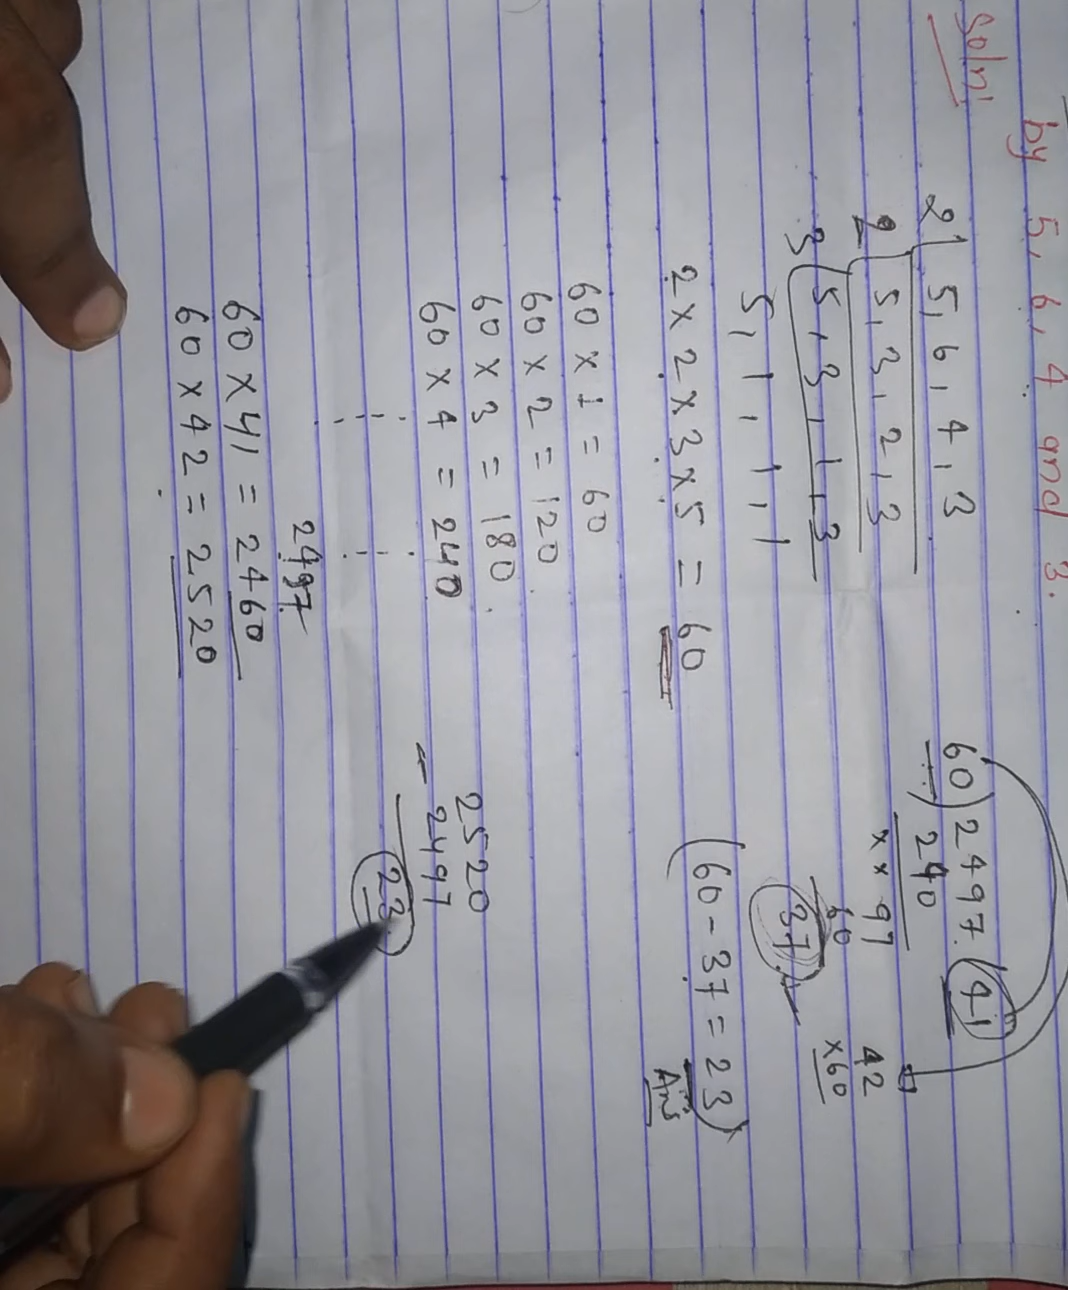 by 5, 6, 4 and 3.
Soln!
2 5, 6, 4, 3
2 5, 3, 2, 3
3 5, 3, 1, 3
5, 1, 1, 1
2 × 2 × 3 × 5 = 60
60 × 1 = 60
60 × 2 = 120
60 × 3 = 180
60 × 4 = 240
2497
60 × 41 = 2460
60 × 42 = 2520
60) 2497 (41
240
×× 97
60
37
42
×60
(60 - 37 = 23)
Ans
2520
- 2497
23